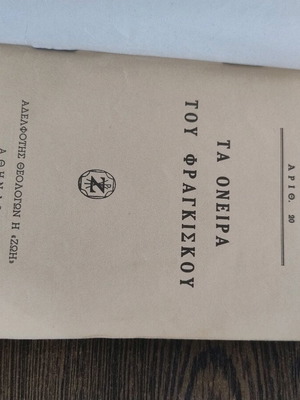 ΑΡΙΘ. 20
ΤΑ ΟΝΕΙΡΑ
ΤΟΥ ΦΡΑΓΚΙΣΚΟΥ
ΑΔΕΛΦΟΤΗΣ ΘΕΟΛΟΓΩΝ Η «ΖΩΗ»